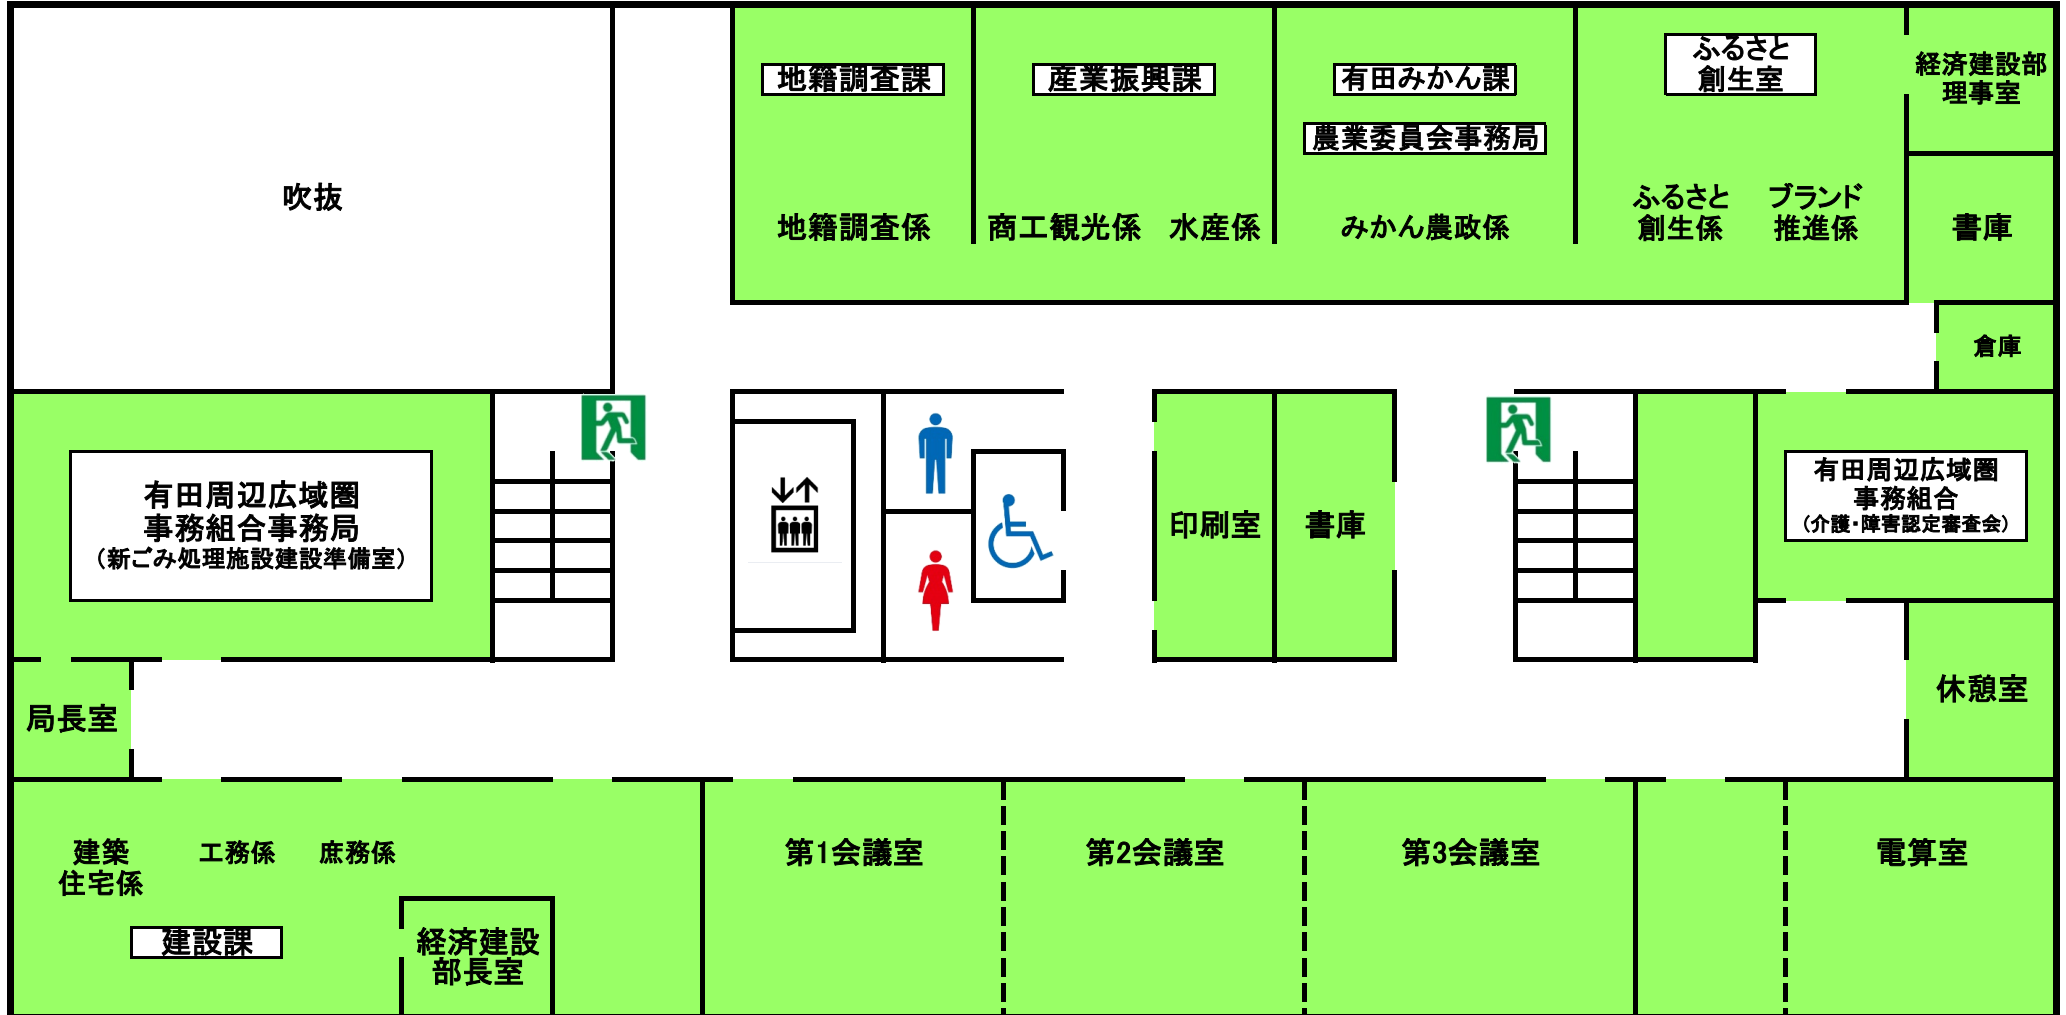 地籍調査課
産業振興課
有田みかん課
農業委員会事務局
ふるさと
創生室
経済建設部
理事室
吹抜
地籍調査係
商工観光係 水産係
みかん農政係
ふるさと
創生係
ブランド
推進係
書庫
倉庫
有田周辺広域圏
事務組合事務局
（新ごみ処理施設建設準備室）
印刷室
書庫
有田周辺広域圏
事務組合
（介護・障害認定審査会）
局長室
休憩室
建築
住宅係
工務係
庶務係
第1会議室
第2会議室
第3会議室
電算室
建設課
経済建設
部長室